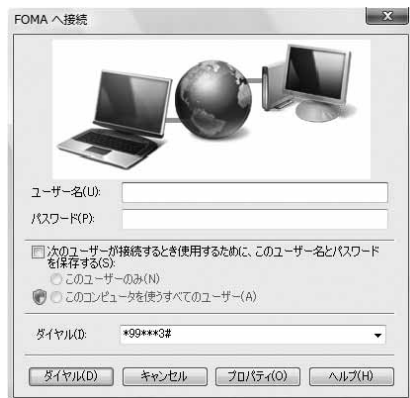 FOMA へ接続
ユーザー名(U):
パスワード(P):
次のユーザーが接続するとき使用するために、このユーザー名とパスワード
を保存する(S):
このユーザーのみ(N)
このコンピュータを使うすべてのユーザー(A)
ダイヤル(I): *99***3#
ダイヤル(D) キャンセル プロパティ(O) ヘルプ(H)